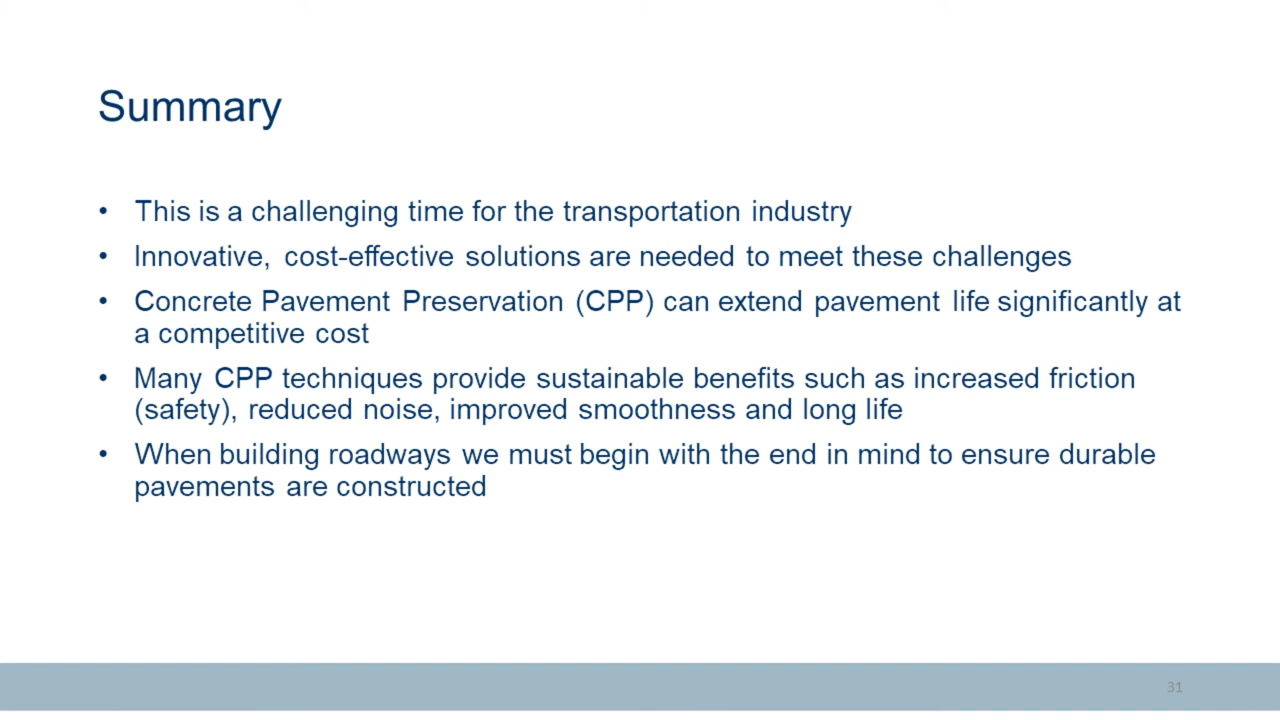 Summary
• This is a challenging time for the transportation industry
• Innovative, cost-effective solutions are needed to meet these challenges
• Concrete Pavement Preservation (CPP) can extend pavement life significantly at
a competitive cost
• Many CPP techniques provide sustainable benefits such as increased friction
(safety), reduced noise, improved smoothness and long life
• When building roadways we must begin with the end in mind to ensure durable
pavements are constructed
31